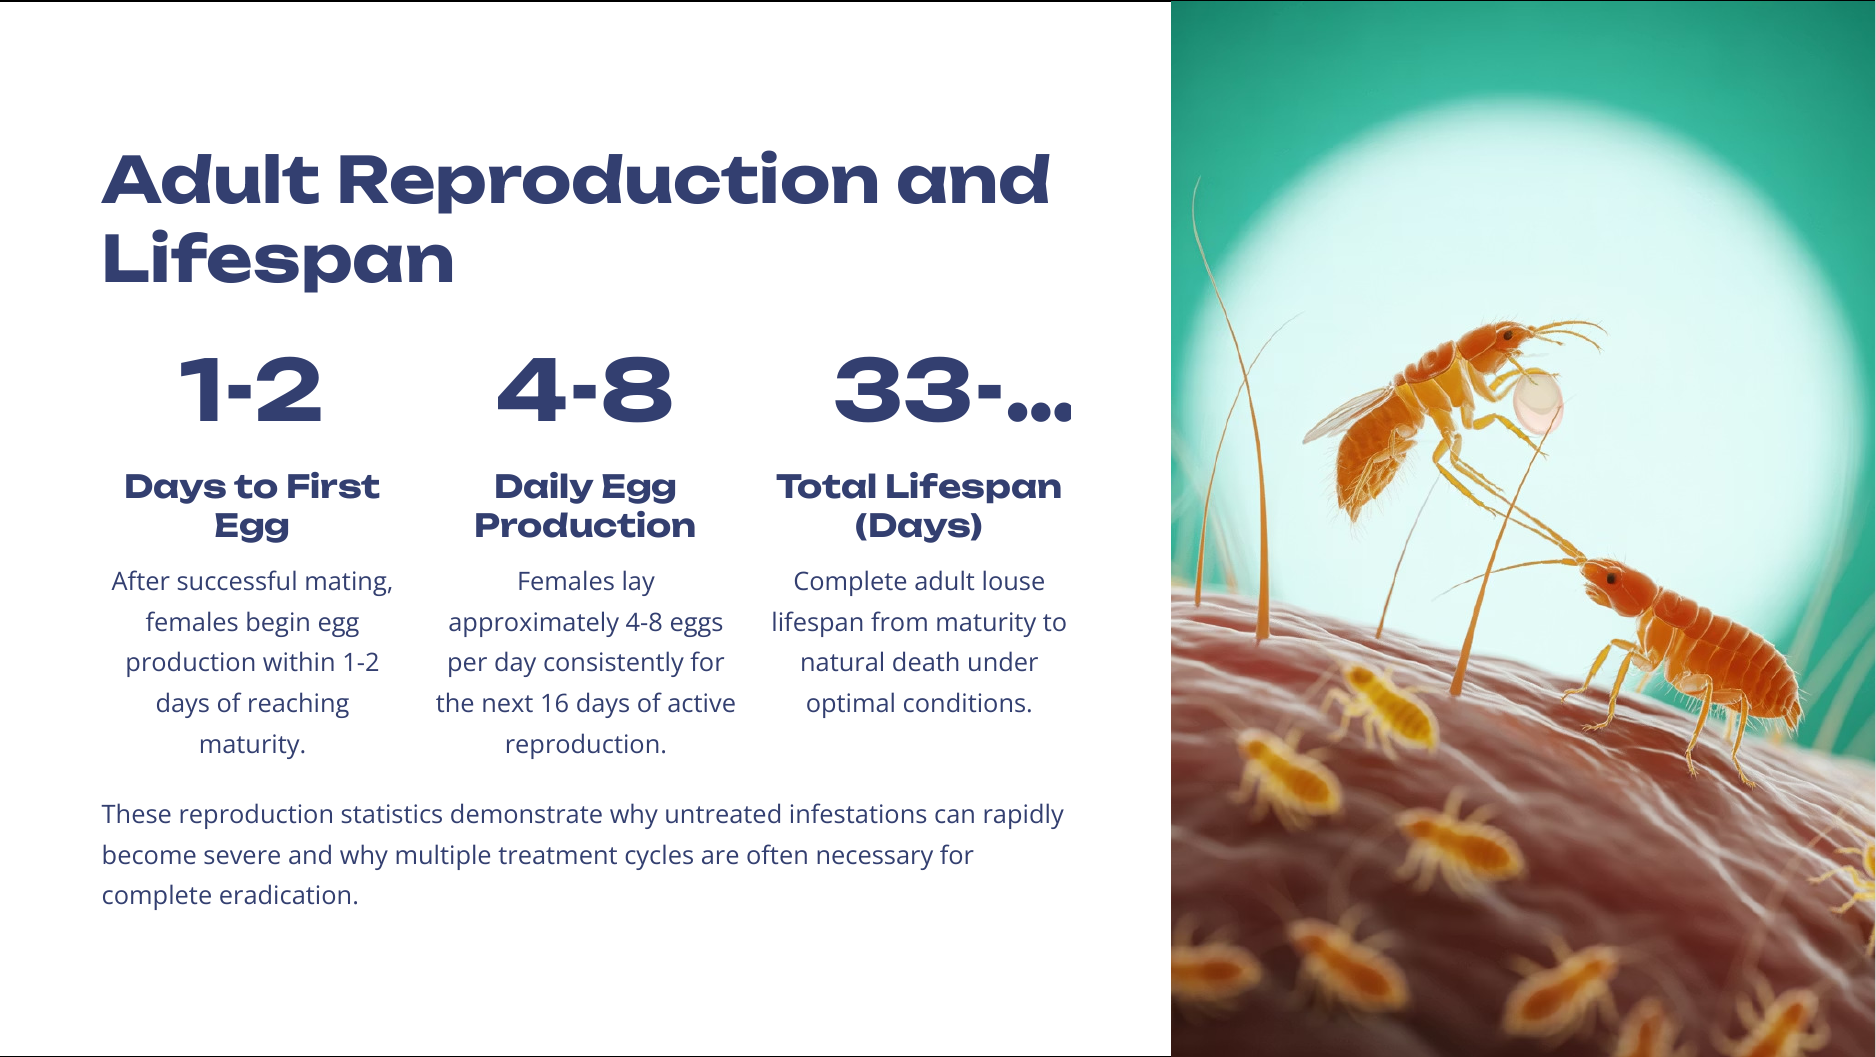 Adult Reproduction and
Lifespan
1-2
Days to First
Egg
After successful mating,
females begin egg
production within 1-2
days of reaching
maturity.
4-8
Daily Egg
Production
Females lay
approximately 4-8 eggs
per day consistently for
the next 16 days of active
reproduction.
33-...
Total Lifespan
(Days)
Complete adult louse
lifespan from maturity to
natural death under
optimal conditions.
These reproduction statistics demonstrate why untreated infestations can rapidly
become severe and why multiple treatment cycles are often necessary for
complete eradication.